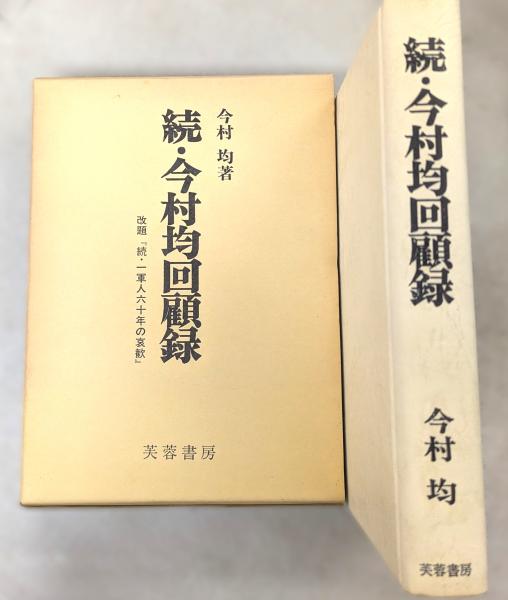 今村 均著
続・今村均回顧録
改題『続・一軍人六十年の哀歓』
芙蓉書房
続・今村均回顧録
今村 均
芙蓉書房